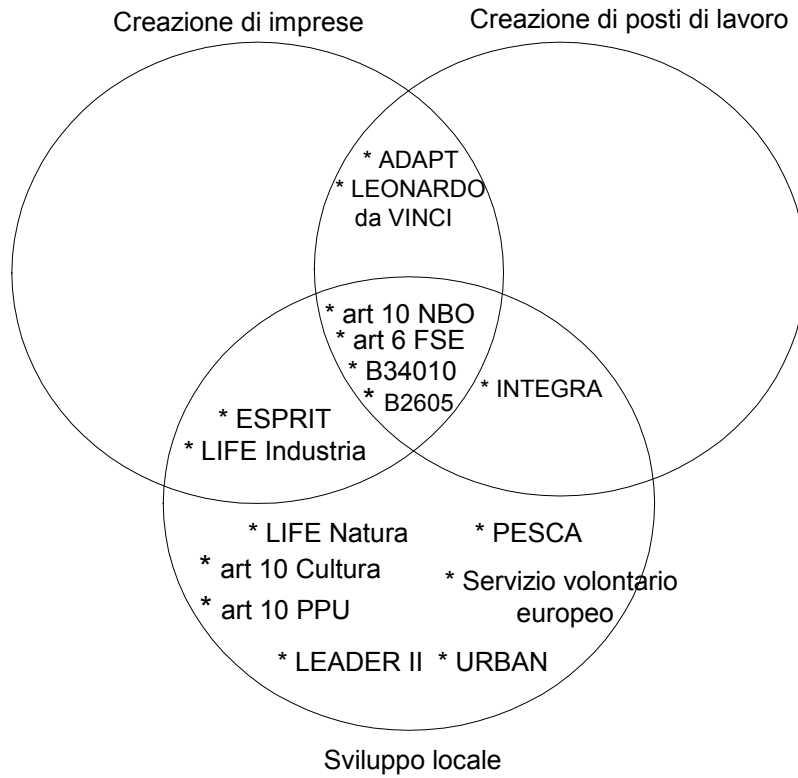 Creazione di imprese
Creazione di posti di lavoro
* ADAPT
* LEONARDO
da VINCI
* art 10 NBO
* art 6 FSE
* B34010
* B2605
* INTEGRA
* ESPRIT
* LIFE Industria
* LIFE Natura
* PESCA
* art 10 Cultura
* Servizio volontario
europeo
* art 10 PPU
* LEADER II * URBAN
Sviluppo locale